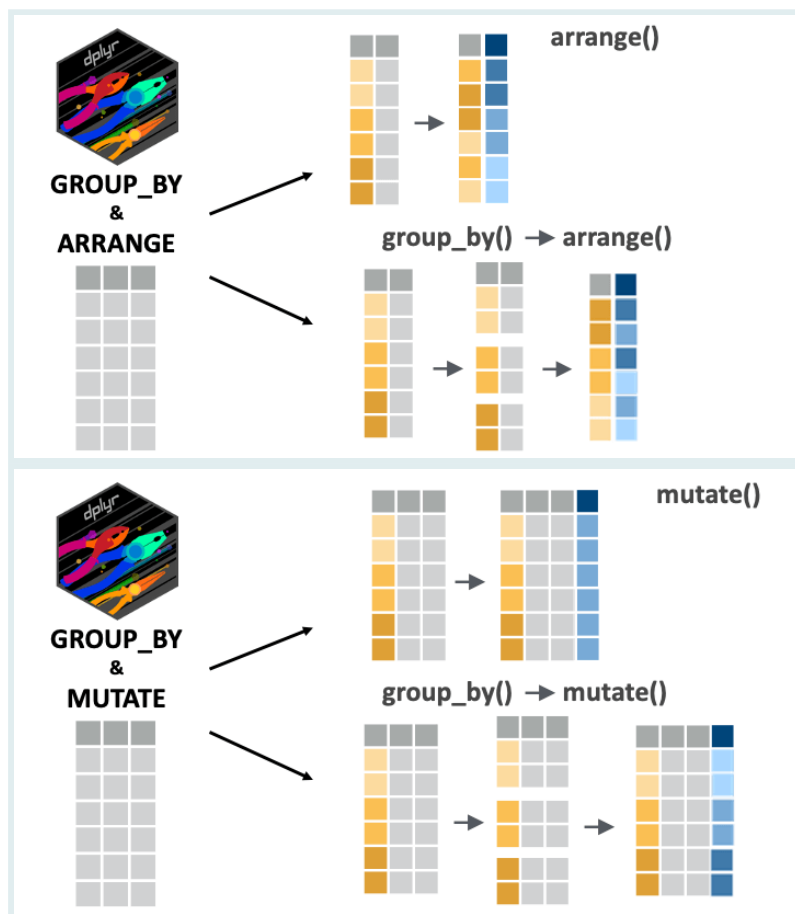 dplyr
GROUP_BY
&
ARRANGE
arrange()
group_by() → arrange()
dplyr
GROUP_BY
&
MUTATE
mutate()
group_by() → mutate()